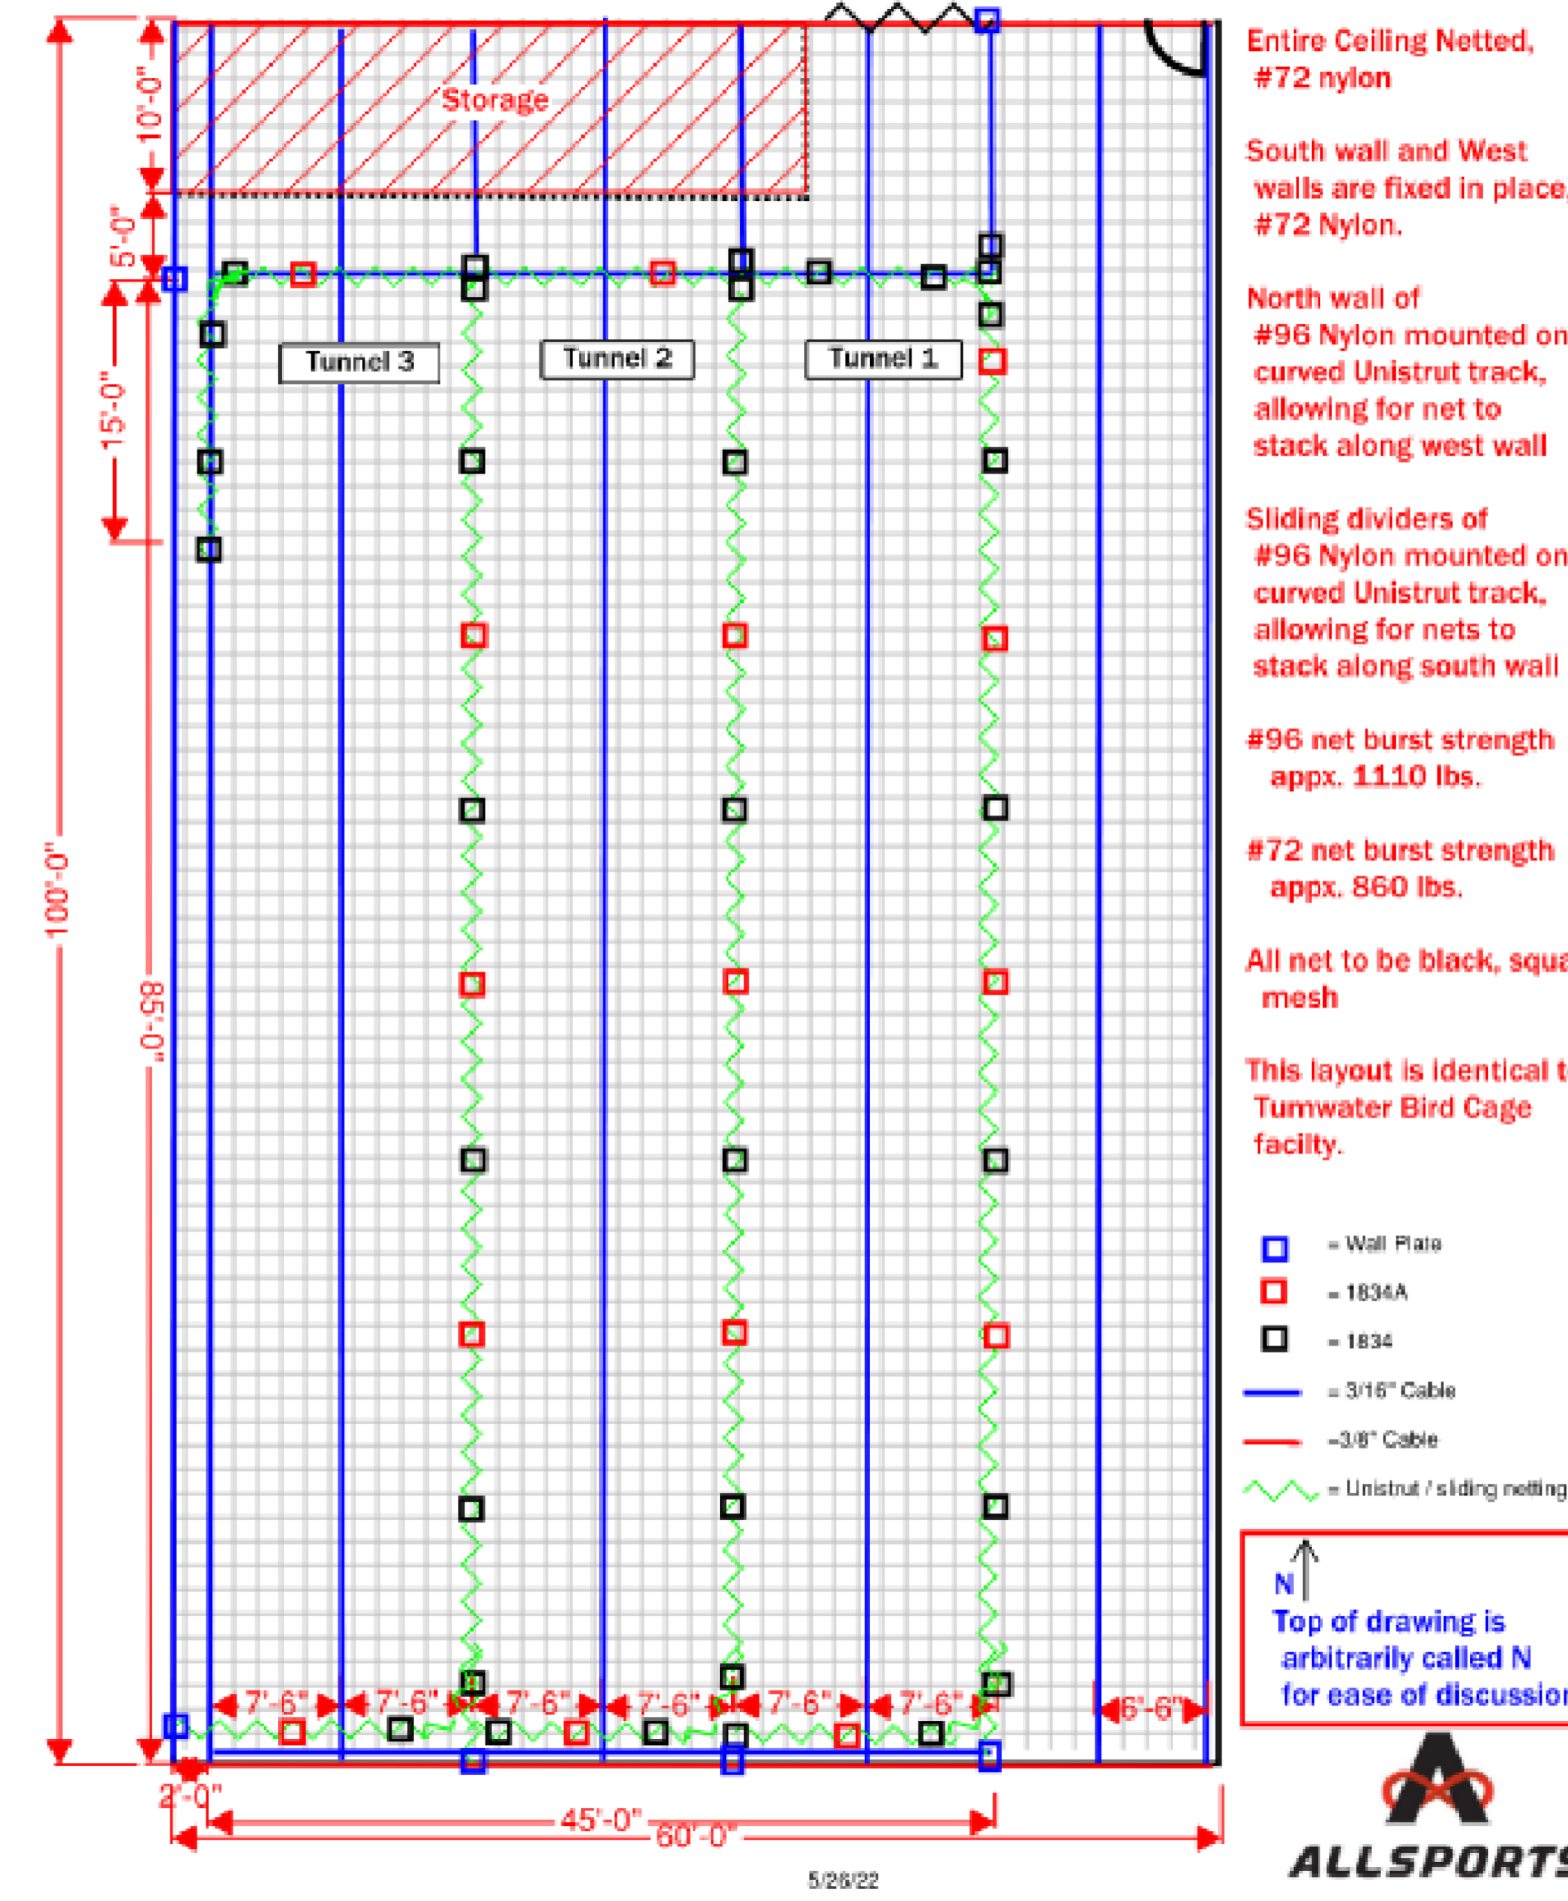 Entire Ceiling Netted,
#72 nylon
South wall and West
walls are fixed in place,
#72 Nylon.
North wall of
#96 Nylon mounted on
curved Unistrut track,
allowing for net to
stack along west wall
Sliding dividers of
#96 Nylon mounted on
curved Unistrut track,
allowing for nets to
stack along south wall
#96 net burst strength
appx. 1110 lbs.
#72 net burst strength
appx. 860 lbs.
All net to be black, squa
mesh
This layout is identical t
Tumwater Bird Cage
facilty.
= Wall Plate
= 1834A
= 1834
= 3/16" Cable
=3/8" Cable
= Unistrut / sliding netting
N
Top of drawing is
arbitrarily called N
for ease of discussion
ALLSPORTS
Storage
10'-0"
5'-0"
15'-0"
100'-0"
85'-0"
Tunnel 3
Tunnel 2
Tunnel 1
7'-6"
7'-6"
7'-6"
7'-6"
7'-6"
7'-6"
6'-6"
2'-0"
45'-0"
60'-0"
5/26/22